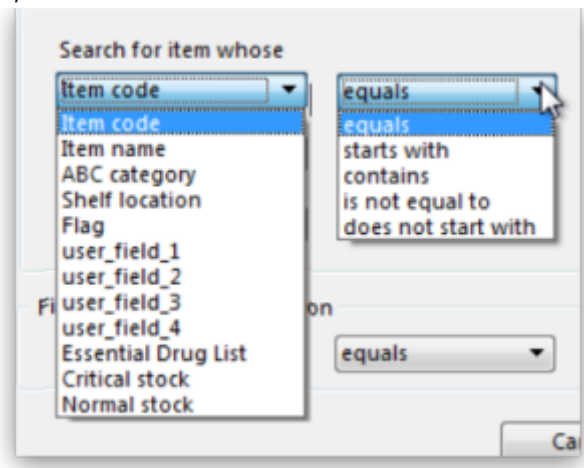 Search for item whose
Item code
equals
Item code
Item name
ABC category
Shelf location
Flag
user_field_1
user_field_2
user_field_3
user_field_4
Essential Drug List
Critical stock
Normal stock
equals
starts with
contains
is not equal to
does not start with
equals